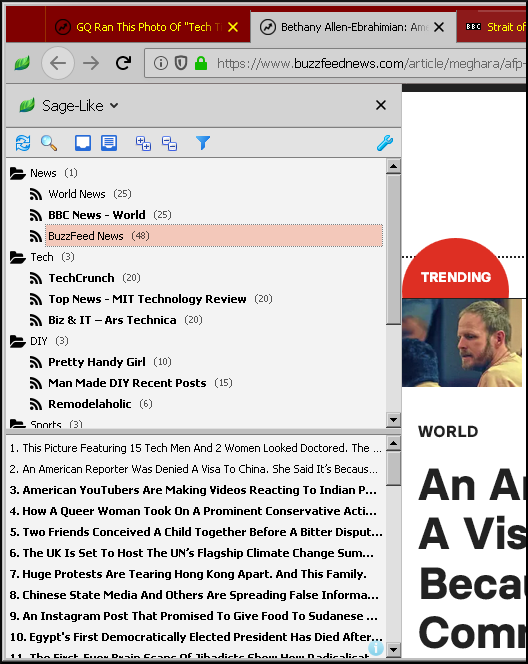 GQ Ran This Photo Of "Tech Ti
Bethany Allen-Ebrahimian: Ame
BBC Strait of
https://www.buzzfeednews.com/article/meghara/afp-
Sage-Like
News (1)
World News (25)
BBC News - World (25)
BuzzFeed News (48)
Tech (3)
TechCrunch (20)
Top News - MIT Technology Review (20)
Biz & IT – Ars Technica (20)
DIY (3)
Pretty Handy Girl (10)
Man Made DIY Recent Posts (15)
Remodelaholic (6)
Sports (3)
1. This Picture Featuring 15 Tech Men And 2 Women Looked Doctored. The ...
2. An American Reporter Was Denied A Visa To China. She Said It's Becaus...
3. American YouTubers Are Making Videos Reacting To Indian P...
4. How A Queer Woman Took On A Prominent Conservative Acti...
5. Two Friends Conceived A Child Together Before A Bitter Disput...
6. The UK Is Set To Host The UN's Flagship Climate Change Sum...
7. Huge Protests Are Tearing Hong Kong Apart. And This Family.
8. Chinese State Media And Others Are Spreading False Informa...
9. An Instagram Post That Promised To Give Food To Sudanese ...
10. Egypt's First Democratically Elected President Has Died After...
11. The First-Ever Brain Scans Of Jihadists Show How Radicalisat
TRENDING
WORLD
An Am
A Vis
Becau
Comm